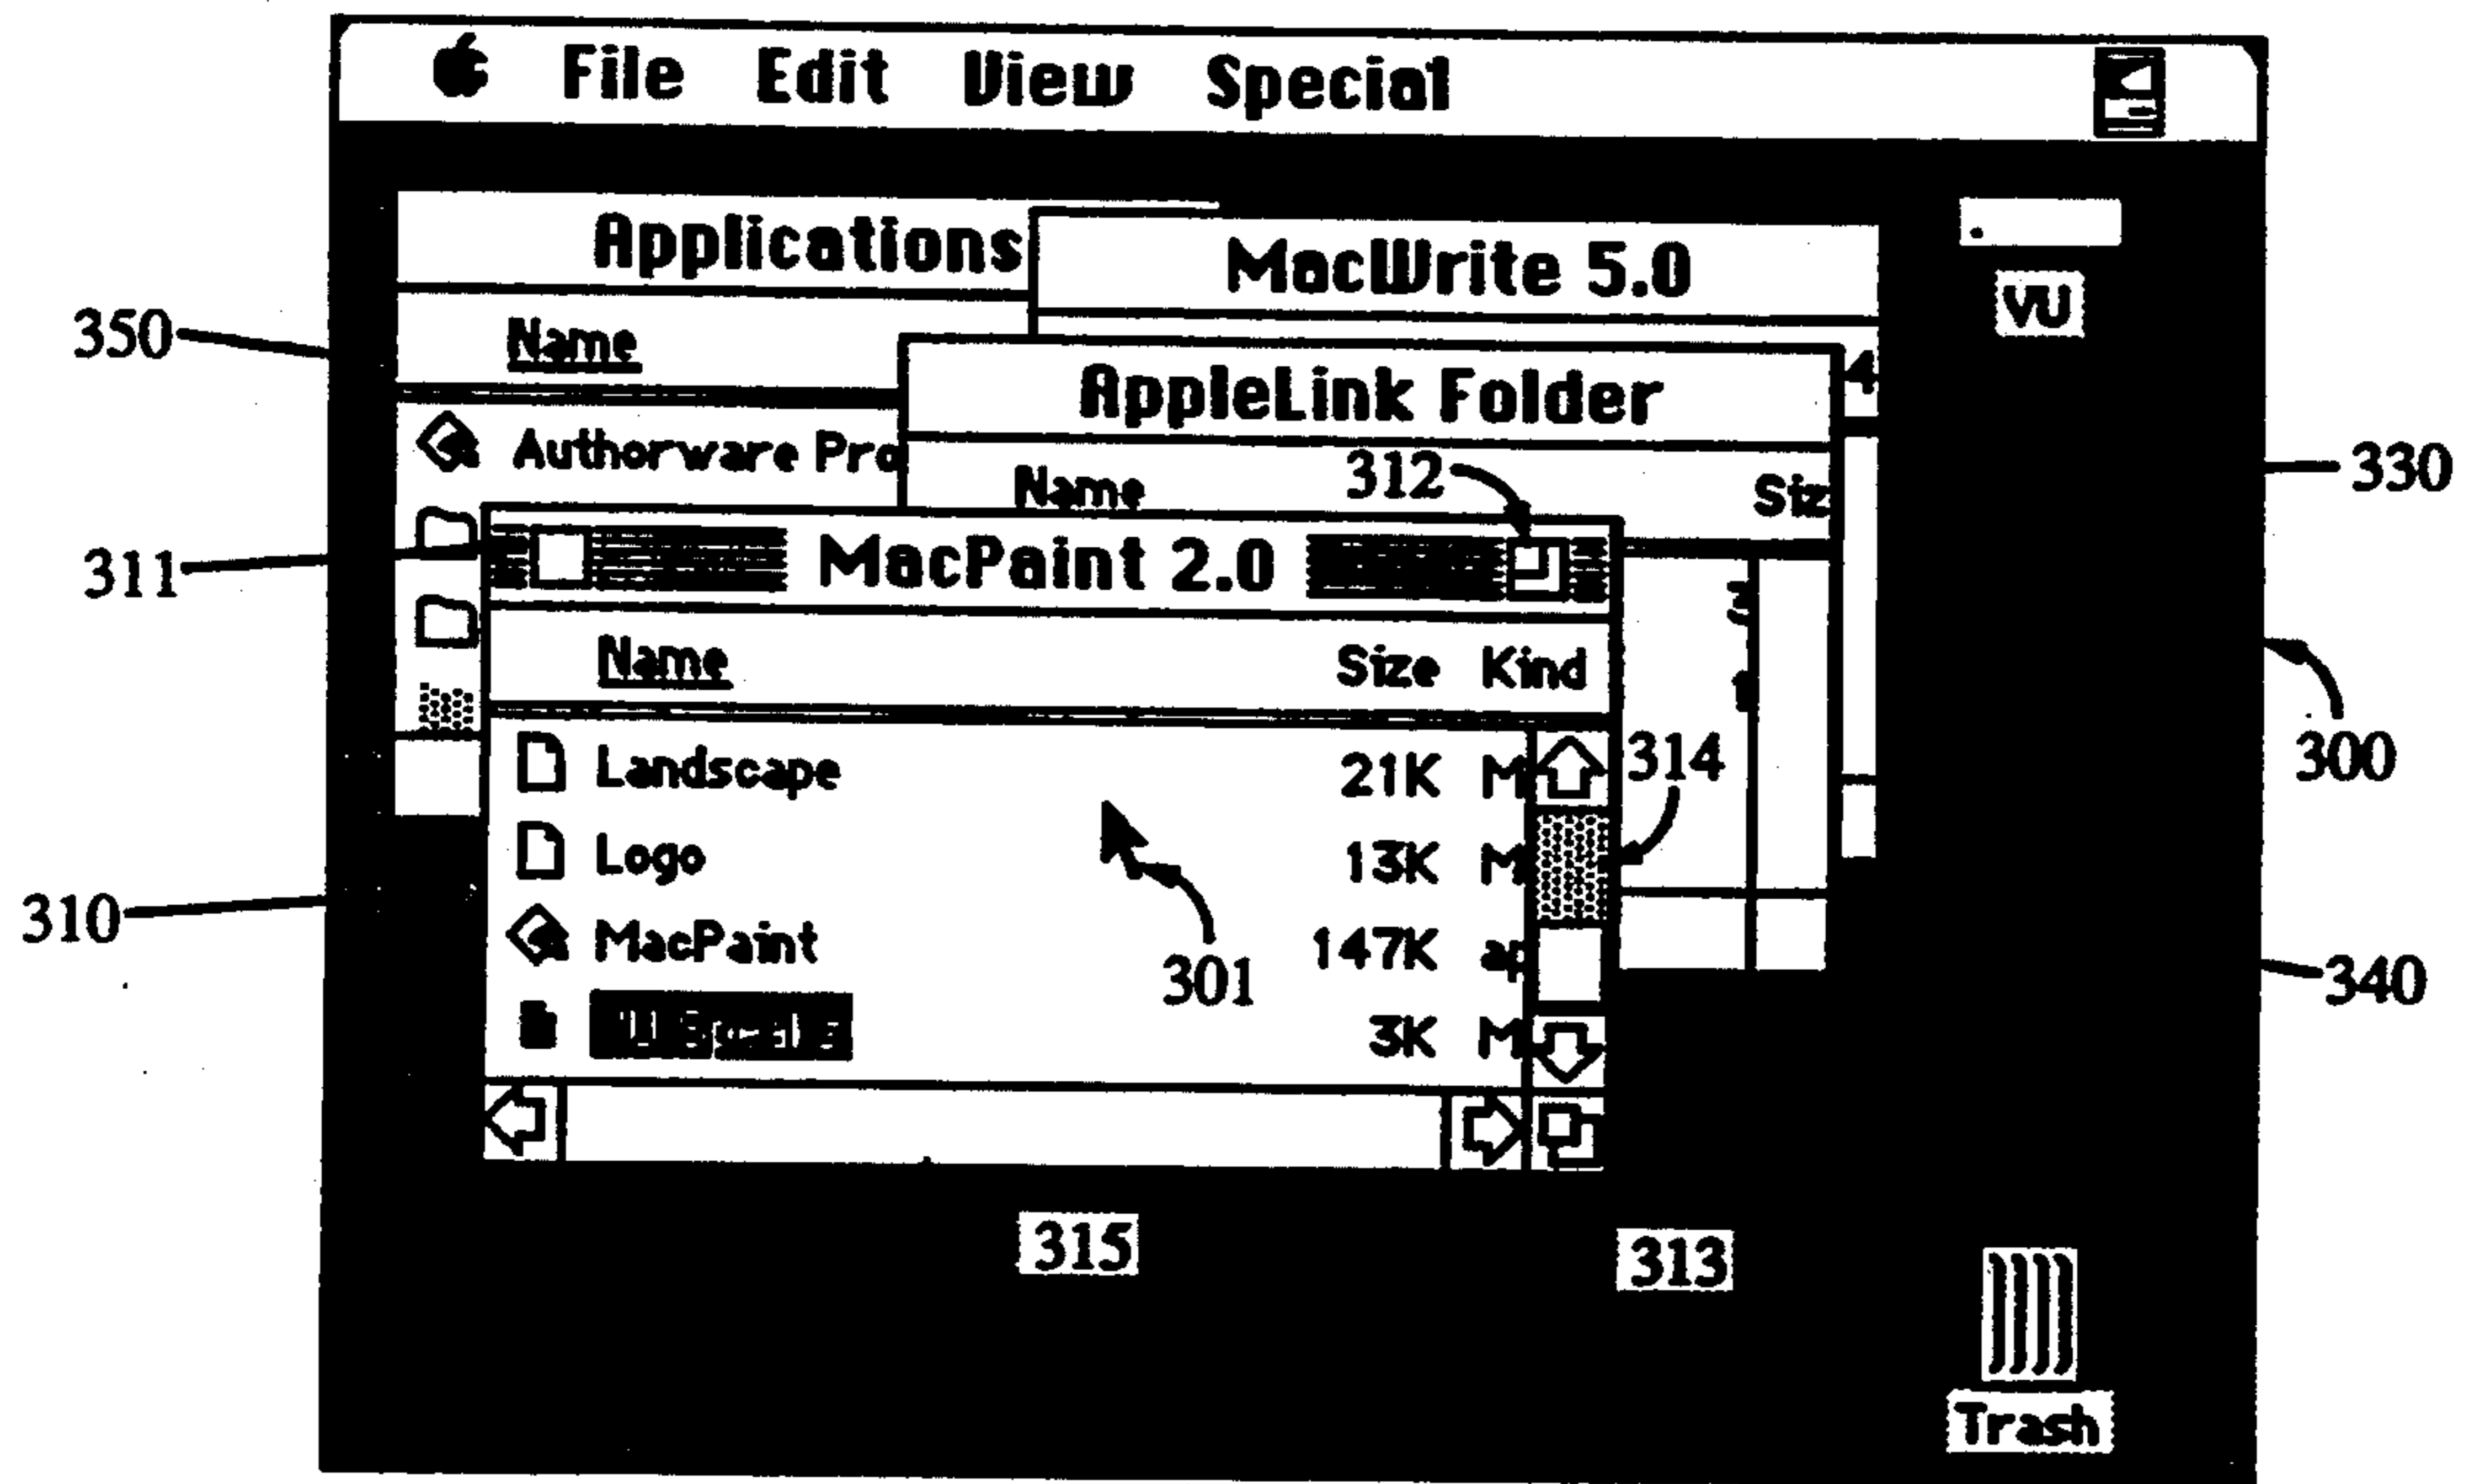 File Edit View Special
Applications
MacWrite 5.0
VU
350
Name
AppleLink Folder
Authorware Pro
312
330
Name
Siz
311
MacPaint 2.0
Name Size Kind
314
300
Landscape 21K M
Logo 13K M
310
MacPaint 147K ap
301
340
3K M
315
313
Trash